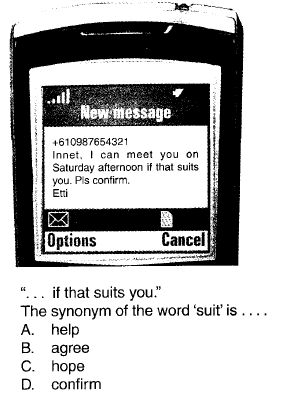 New message
+610987654321
Innet, I can meet you on
Saturday afternoon if that suits
you. Pls confirm.
Etti
Options Cancel
“. . . if that suits you.”
The synonym of the word ‘suit’ is . . . .
A. help
B. agree
C. hope
D. confirm